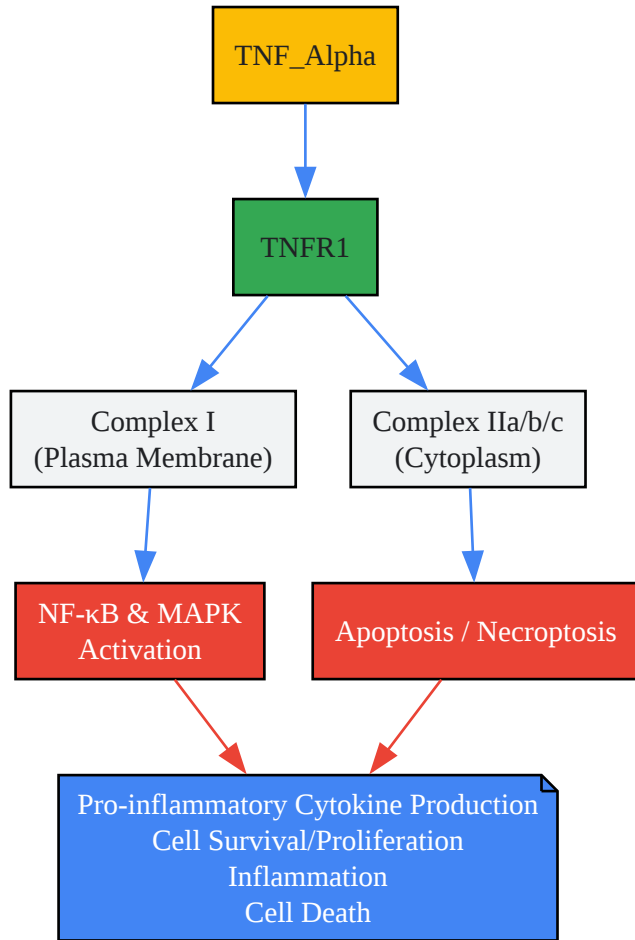 TNF_Alpha
TNFR1
Complex I
(Plasma Membrane)
Complex IIa/b/c
(Cytoplasm)
NF-κB & MAPK
Activation
Apoptosis / Necroptosis
Pro-inflammatory Cytokine Production
Cell Survival/Proliferation
Inflammation
Cell Death